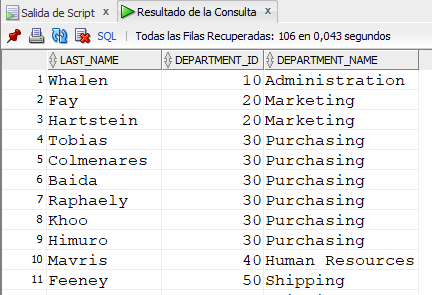 Salida de Script x Resultado de la Consulta x
SQL | Todas las Filas Recuperadas: 106 en 0,043 segundos
LAST_NAME DEPARTMENT_ID DEPARTMENT_NAME
1 Whalen 10 Administration
2 Fay 20 Marketing
3 Hartstein 20 Marketing
4 Tobias 30 Purchasing
5 Colmenares 30 Purchasing
6 Baida 30 Purchasing
7 Raphaely 30 Purchasing
8 Khoo 30 Purchasing
9 Himuro 30 Purchasing
10 Mavris 40 Human Resources
11 Feeney 50 Shipping